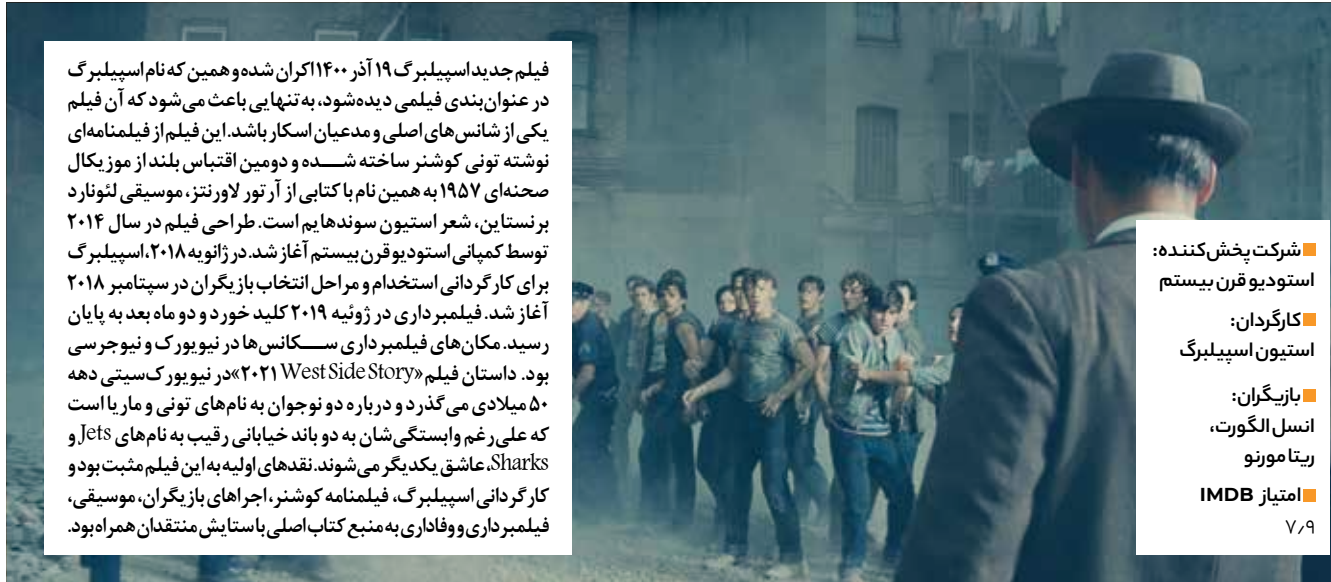 فیلم جدید اسپیلبرگ ۱۹ آذر ۱۴۰۰ اکران شده و همین که نام اسپیلبرگ
در عنوان‌بندی فیلمی دیده شود، به تنهایی باعث می‌شود که آن فیلم
یکی از شانس‌های اصلی و مدعیان اسکار باشد. این فیلم از فیلمنامه‌ای
نوشته تونی کوشنر ساخته شده و دومین اقتباس بلند از موزیکال
صحنه‌ای ۱۹۵۷ به همین نام با کتابی از آرتور لاورنتز، موسیقی لئونارد
برنستاین، شعر استیون سوندهایم است. طراحی فیلم در سال ۲۰۱۴
توسط کمپانی استودیو قرن بیستم آغاز شد. در ژانویه ۲۰۱۸، اسپیلبرگ
برای کارگردانی استخدام و مراحل انتخاب بازیگران در سپتامبر ۲۰۱۸
آغاز شد. فیلمبرداری در ژوئیه ۲۰۱۹ کلید خورد و دو ماه بعد به پایان
رسید. مکان‌های فیلمبرداری سکانس‌ها در نیویورک و نیوجرسی
بود. داستان فیلم «West Side Story ۲۰۲۱» در نیویورک سیتی دهه
۵۰ میلادی می‌گذرد و درباره دو نوجوان به نام‌های تونی و ماریا است
که علی‌رغم وابستگی‌شان به دو باند خیابانی رقیب به نام‌های Jets و
Sharks، عاشق یکدیگر می‌شوند. نقدهای اولیه به این فیلم مثبت بود و
کارگردانی اسپیلبرگ، فیلمنامه کوشنر، اجراهای بازیگران، موسیقی،
فیلمبرداری و وفاداری به منبع کتاب اصلی با ستایش منتقدان همراه بود.
شرکت پخش‌کننده:
استودیو قرن بیستم
کارگردان:
استیون اسپیلبرگ
بازیگران:
انسل الگورت،
ریتا مورنو
امتیاز IMDB
۷٫۹